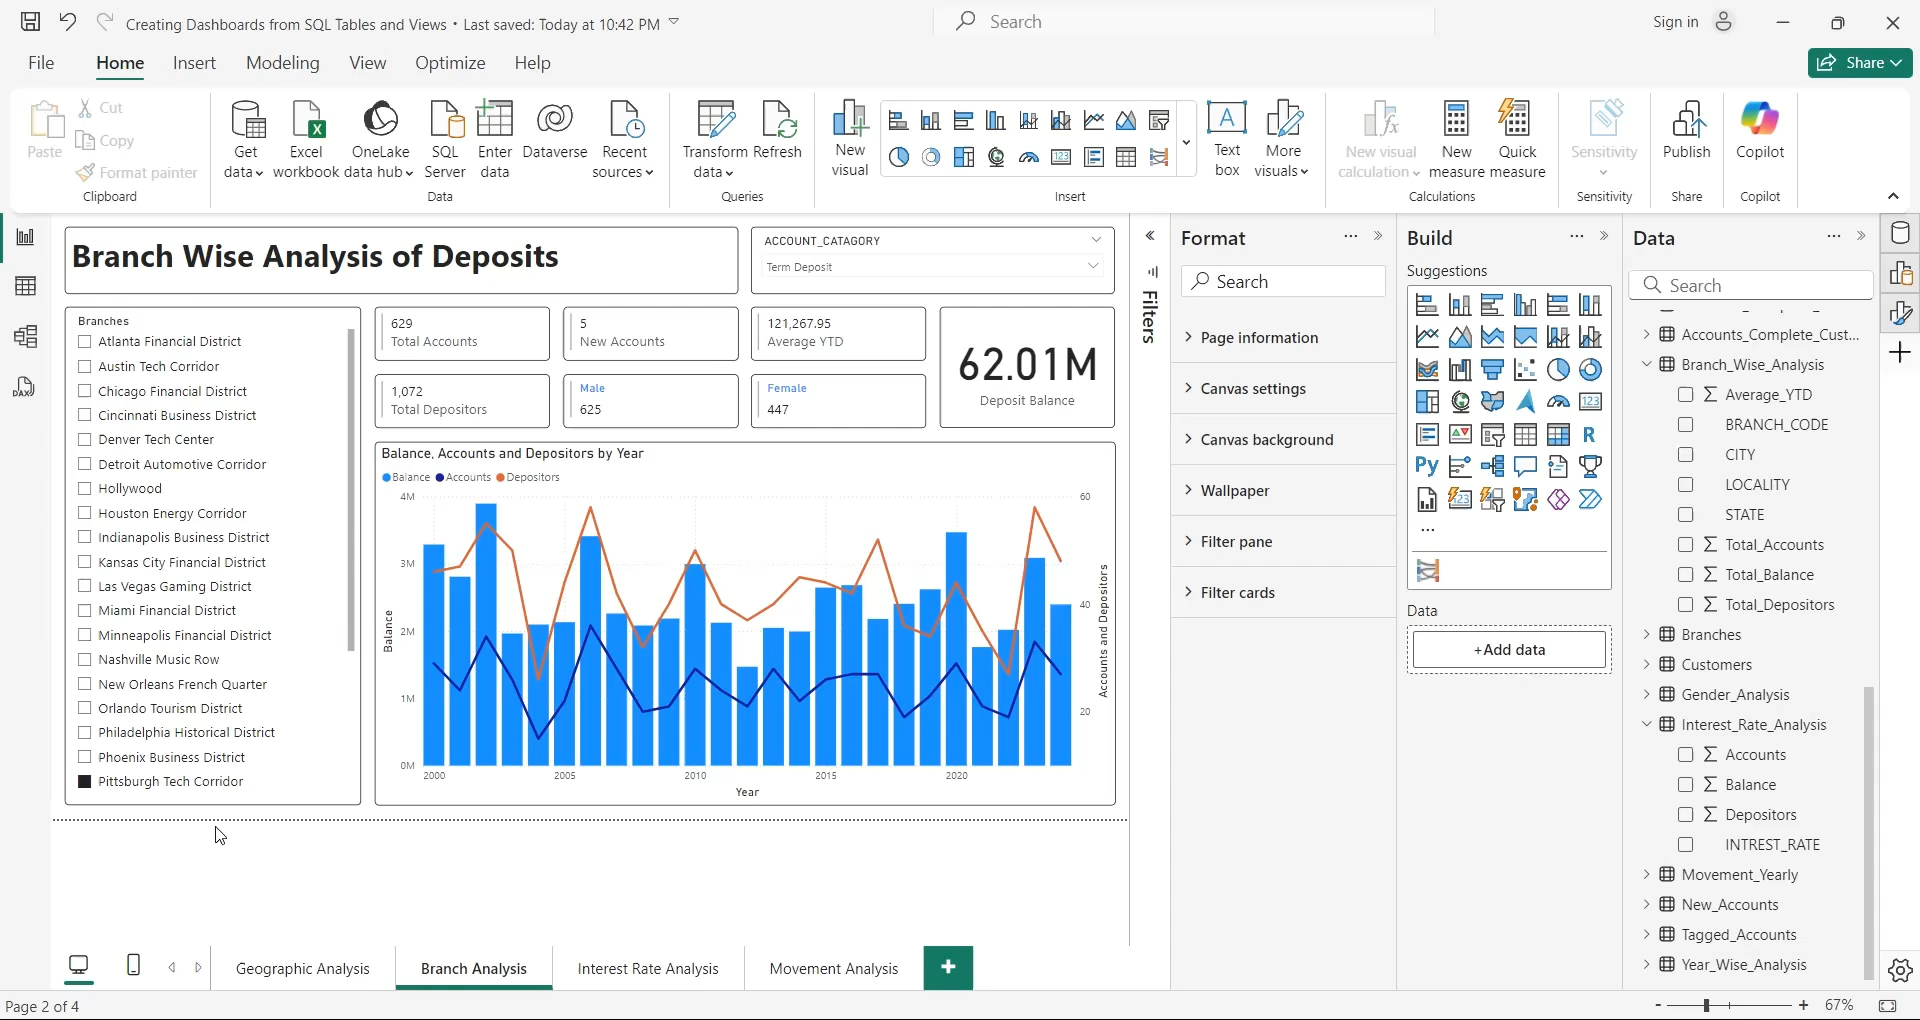 Creating Dashboards from SQL Tables and Views • Last saved: Today at 10:42 PM
Search
Sign in
File
Home
Insert
Modeling
View
Optimize
Help
Share
Paste
Cut
Copy
Format painter
Clipboard
Get data
Excel workbook
OneLake data hub
SQL Server
Enter data
Dataverse
Recent sources
Data
Transform data
Refresh
Queries
New visual
Text box
More visuals
Insert
New visual calculation
New measure
Quick measure
Calculations
Sensitivity
Sensitivity
Publish
Share
Copilot
Copilot
Branch Wise Analysis of Deposits
ACCOUNT_CATAGORY
Term Deposit
Branches
Atlanta Financial District
Austin Tech Corridor
Chicago Financial District
Cincinnati Business District
Denver Tech Center
Detroit Automotive Corridor
Hollywood
Houston Energy Corridor
Indianapolis Business District
Kansas City Financial District
Las Vegas Gaming District
Miami Financial District
Minneapolis Financial District
Nashville Music Row
New Orleans French Quarter
Orlando Tourism District
Philadelphia Historical District
Phoenix Business District
Pittsburgh Tech Corridor
629
Total Accounts
5
New Accounts
121,267.95
Average YTD
1,072
Total Depositors
Male
625
Female
447
62.01M
Deposit Balance
Balance, Accounts and Depositors by Year
Balance Accounts Depositors
4M
3M
2M
1M
0M
Balance
60
40
20
Accounts and Depositors
2000 2005 2010 2015 2020
Year
Filters
Format
Search
Page information
Canvas settings
Canvas background
Wallpaper
Filter pane
Filter cards
Build
Suggestions
R
Py
123
Data
+Add data
Data
Search
Accounts_Complete_Cust...
Branch_Wise_Analysis
Average_YTD
BRANCH_CODE
CITY
LOCALITY
STATE
Total_Accounts
Total_Balance
Total_Depositors
Branches
Customers
Gender_Analysis
Interest_Rate_Analysis
Accounts
Balance
Depositors
INTREST_RATE
Movement_Yearly
New_Accounts
Tagged_Accounts
Year_Wise_Analysis
Geographic Analysis
Branch Analysis
Interest Rate Analysis
Movement Analysis
Page 2 of 4
67%